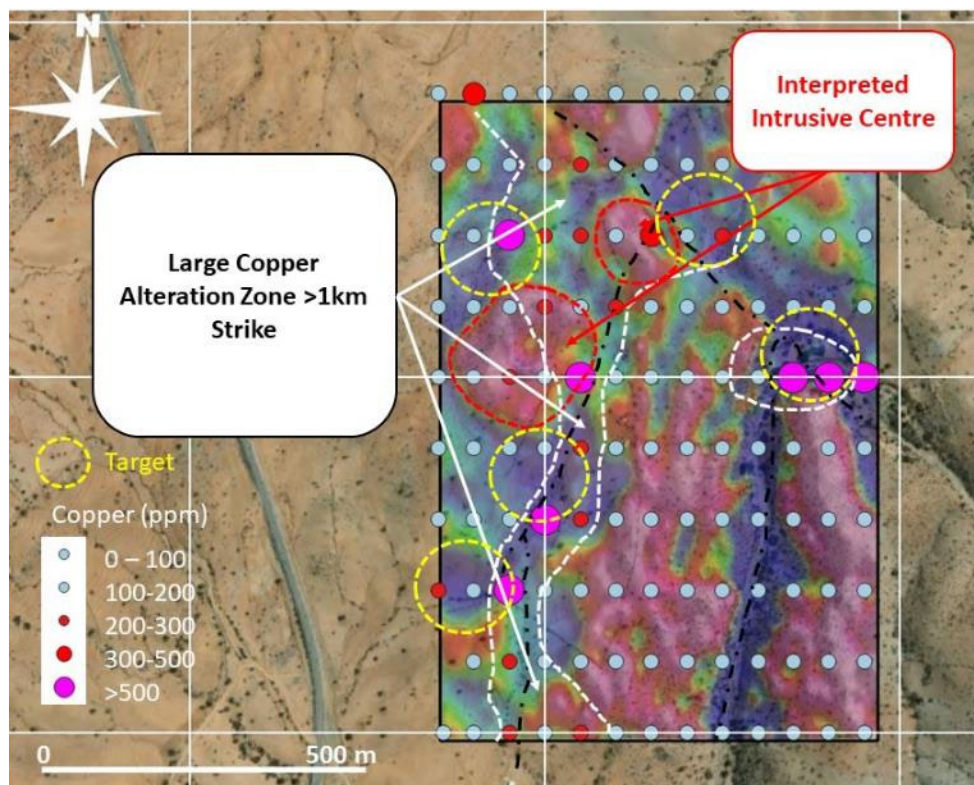 N
Interpreted
Intrusive Centre
Large Copper
Alteration Zone >1km
Strike
Target
Copper (ppm)
0 – 100
100-200
200-300
300-500
>500
0
500 m